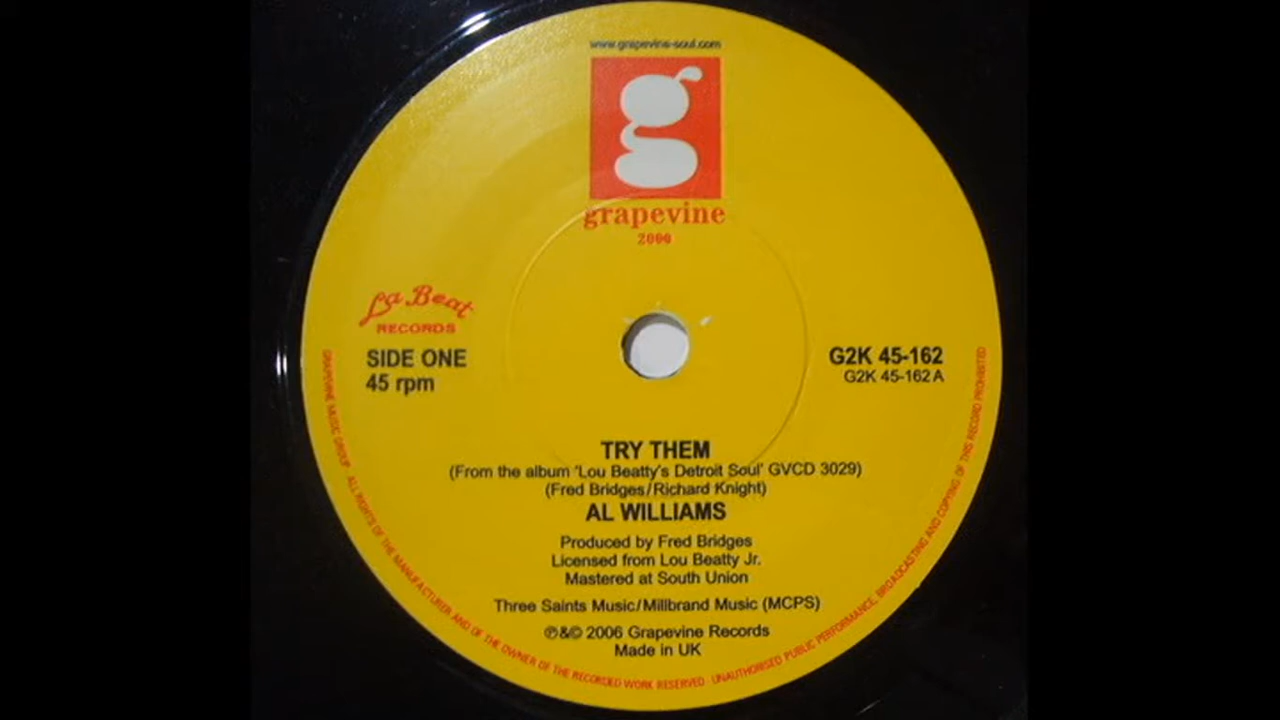 www.grapevine-soul.com
g
grapevine
2000
La Beat
RECORDS
SIDE ONE
45 rpm
G2K 45-162
G2K 45-162 A
TRY THEM
(From the album 'Lou Beatty's Detroit Soul' GVCD 3029)
(Fred Bridges/Richard Knight)
AL WILLIAMS
Produced by Fred Bridges
Licensed from Lou Beatty Jr.
Mastered at South Union
Three Saints Music/Millbrand Music (MCPS)
℗&© 2006 Grapevine Records
Made in UK
GRAPEVINE MUSIC GROUP · ALL RIGHTS OF THE MANUFACTURER AND OF THE OWNER OF THE RECORDED WORK RESERVED · UNAUTHORISED PUBLIC PERFORMANCE, BROADCASTING AND COPYING OF THIS RECORD PROHIBITED